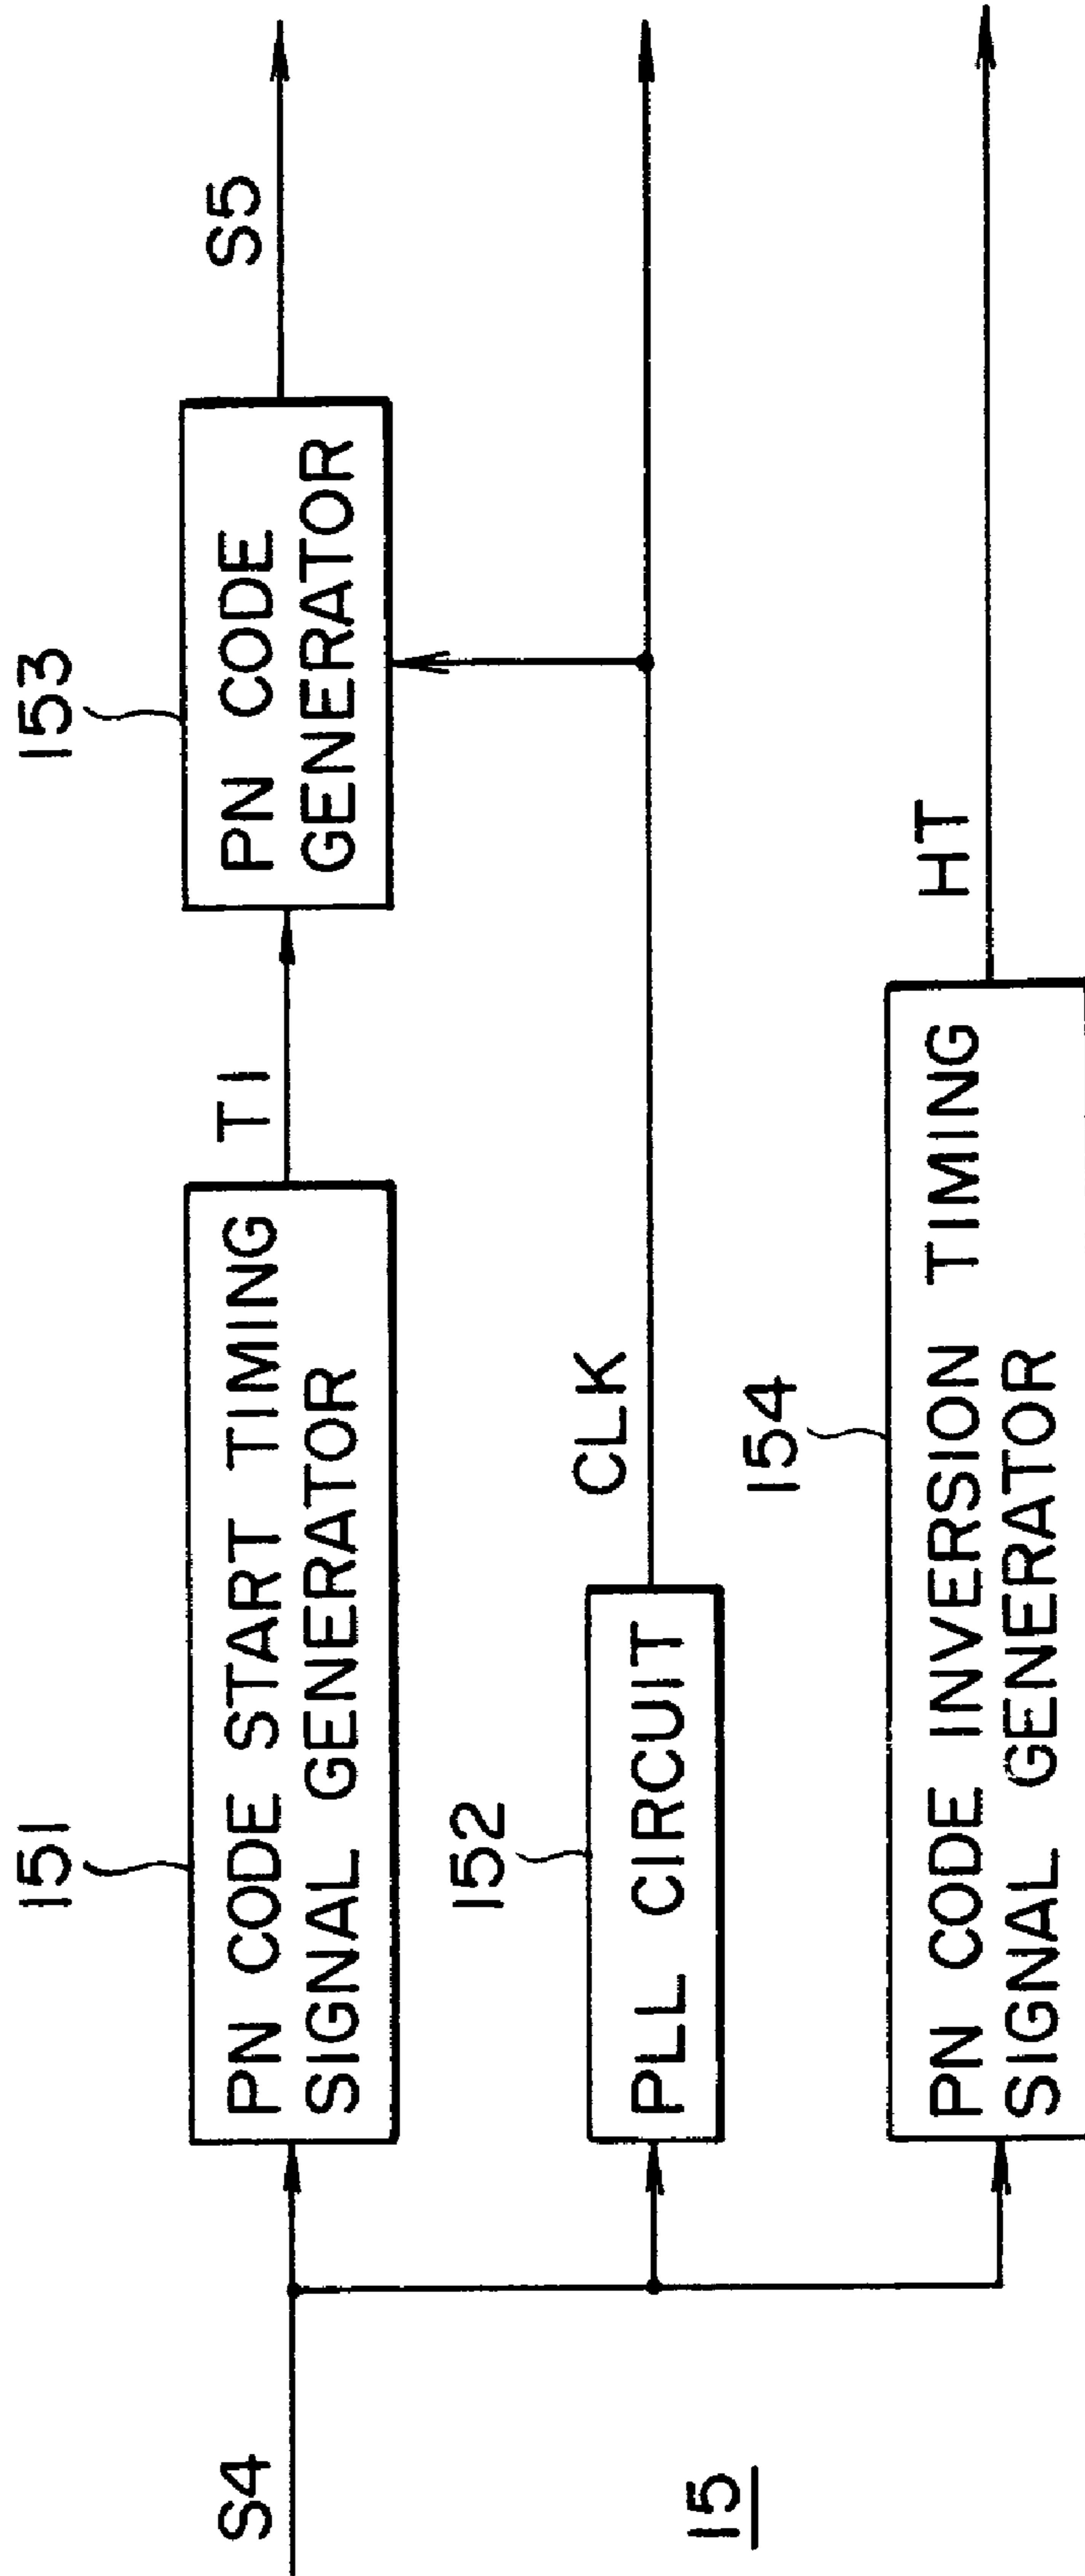 151
153
S4
PN CODE START TIMING
SIGNAL GENERATOR
T1
PN CODE
GENERATOR
S5
152
PLL CIRCUIT
CLK
154
PN CODE INVERSION TIMING
SIGNAL GENERATOR
HT
15